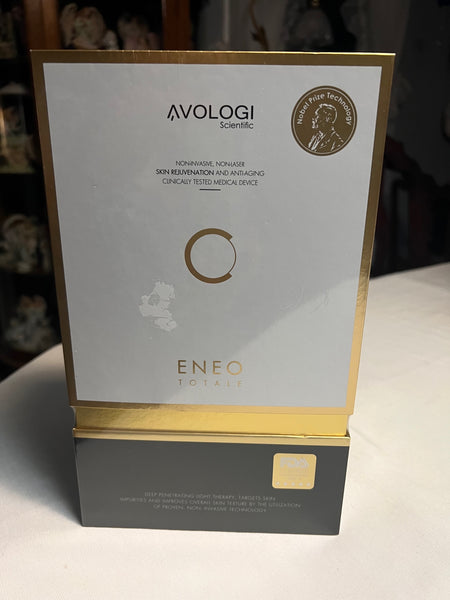 AVOLOGI
Scientific
Nobel Prize Technology
NON-INVASIVE, NON-LASER
SKIN REJUVENATION AND ANTI-AGING
CLINICALLY TESTED MEDICAL DEVICE
ENEO
TOTALE
DEEP PENETRATING LIGHT THERAPY, TARGETS SKIN
IMPURITIES AND IMPROVES OVERALL SKIN TEXTURE BY THE UTILIZATION
OF PROVEN, NON- INVASIVE TECHNOLOGY